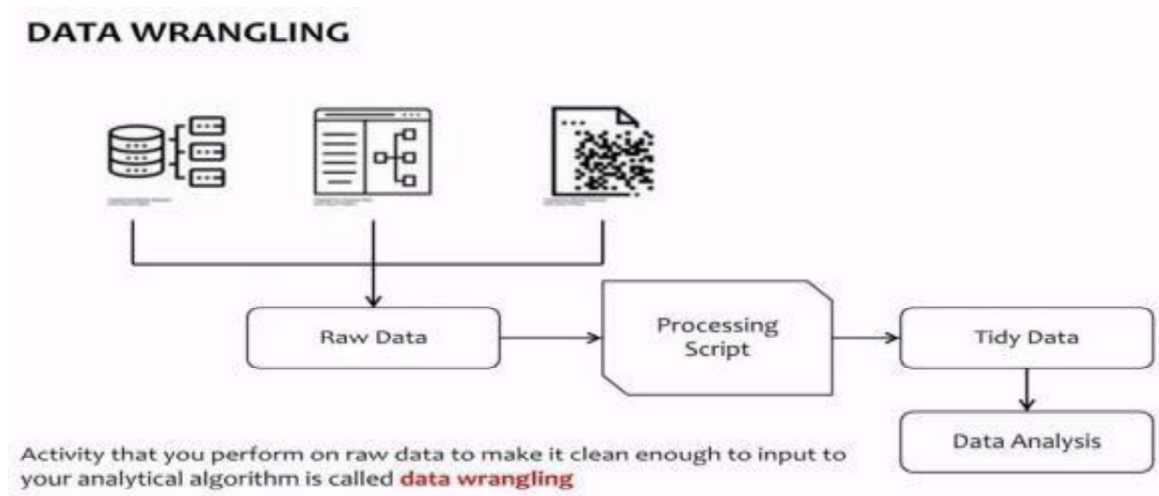 DATA WRANGLING
Raw Data
Processing
Script
Tidy Data
Data Analysis
Activity that you perform on raw data to make it clean enough to input to
your analytical algorithm is called data wrangling